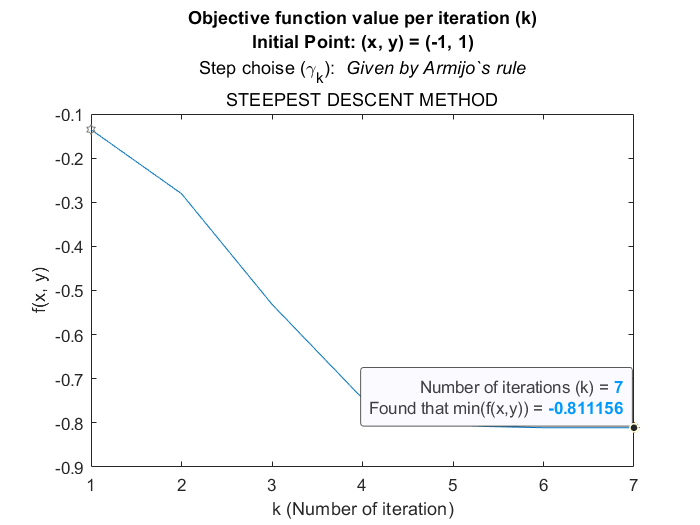 Objective function value per iteration (k)
Initial Point: (x, y) = (-1, 1)
Step choise (γk): Given by Armijo`s rule
STEEPEST DESCENT METHOD
-0.1
-0.2
-0.3
-0.4
-0.5
-0.6
-0.7
-0.8
-0.9
f(x, y)
Number of iterations (k) = 7
Found that min(f(x,y)) = -0.811156
1 2 3 4 5 6 7
k (Number of iteration)